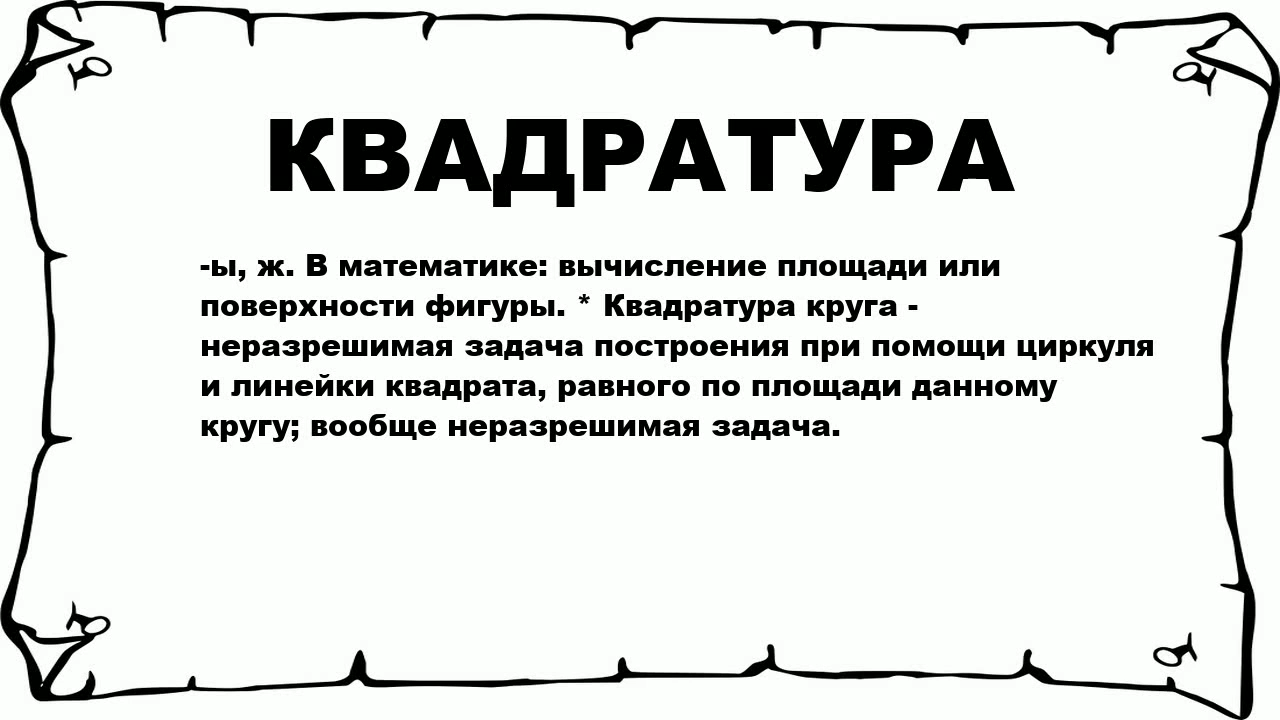 КВАДРАТУРА
-ы, ж. В математике: вычисление площади или
поверхности фигуры. * Квадратура круга -
неразрешимая задача построения при помощи циркуля
и линейки квадрата, равного по площади данному
кругу; вообще неразрешимая задача.